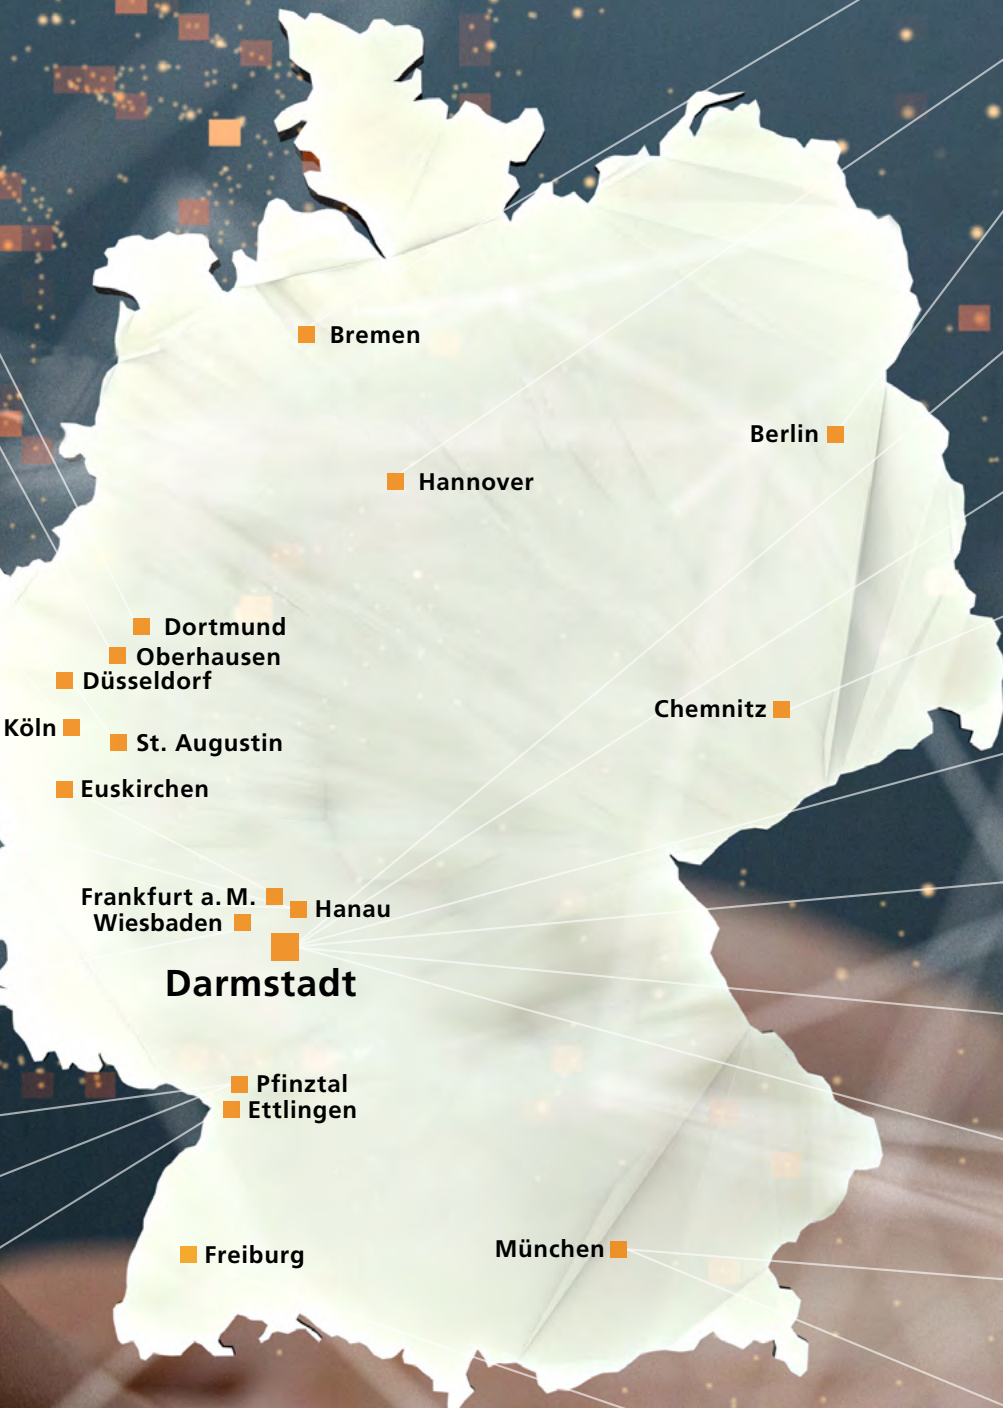 Bremen
Berlin
Hannover
Dortmund
Oberhausen
Düsseldorf
Chemnitz
Köln
St. Augustin
Euskirchen
Frankfurt a. M.
Hanau
Wiesbaden
Darmstadt
Pfinztal
Ettlingen
München
Freiburg